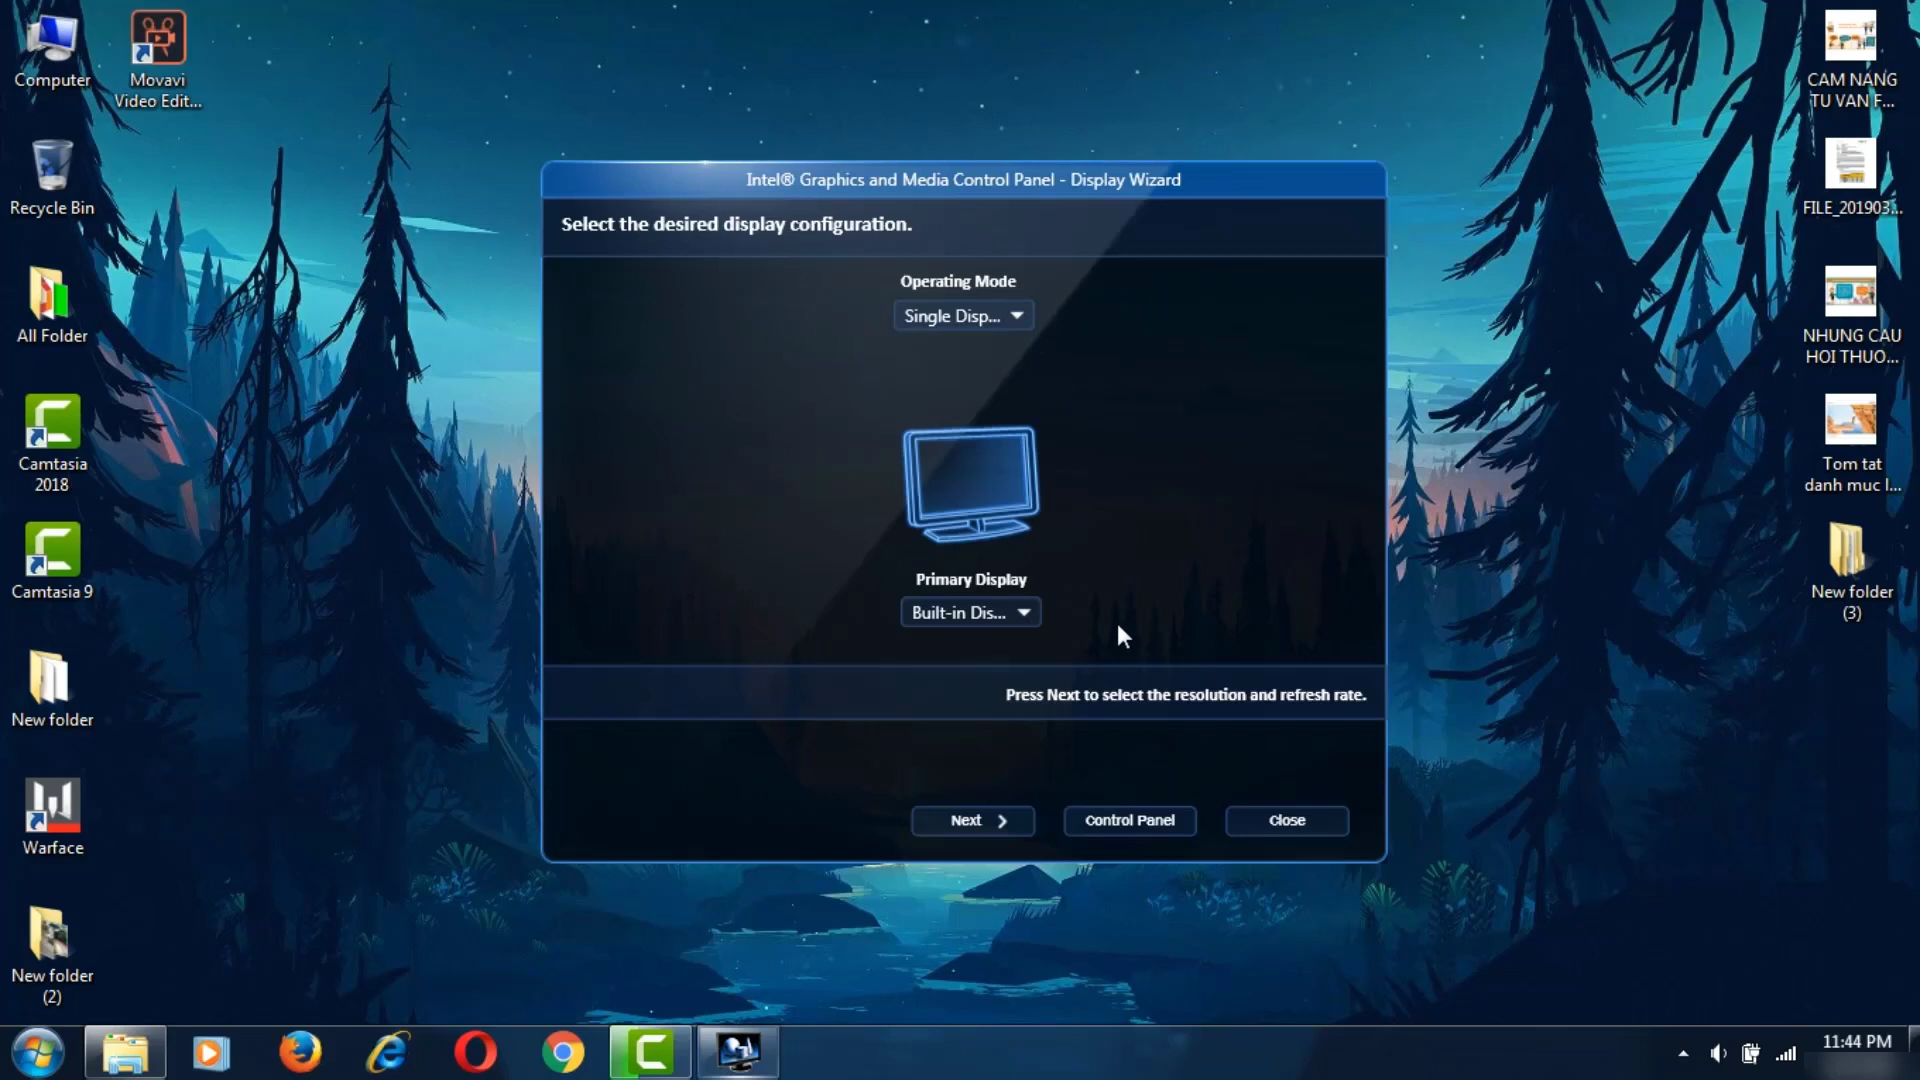 Computer
Movavi
Video Edit...
Recycle Bin
All Folder
Camtasia
2018
Camtasia 9
New folder
Warface
New folder
(2)
Intel® Graphics and Media Control Panel - Display Wizard
Select the desired display configuration.
Operating Mode
Single Disp...
Primary Display
Built-in Dis...
Press Next to select the resolution and refresh rate.
Next
Control Panel
Close
CAM NANG
TU VAN F...
FILE_201903...
NHUNG CAU
HOI THUO...
Tom tat
danh muc l...
New folder
(3)
11:44 PM